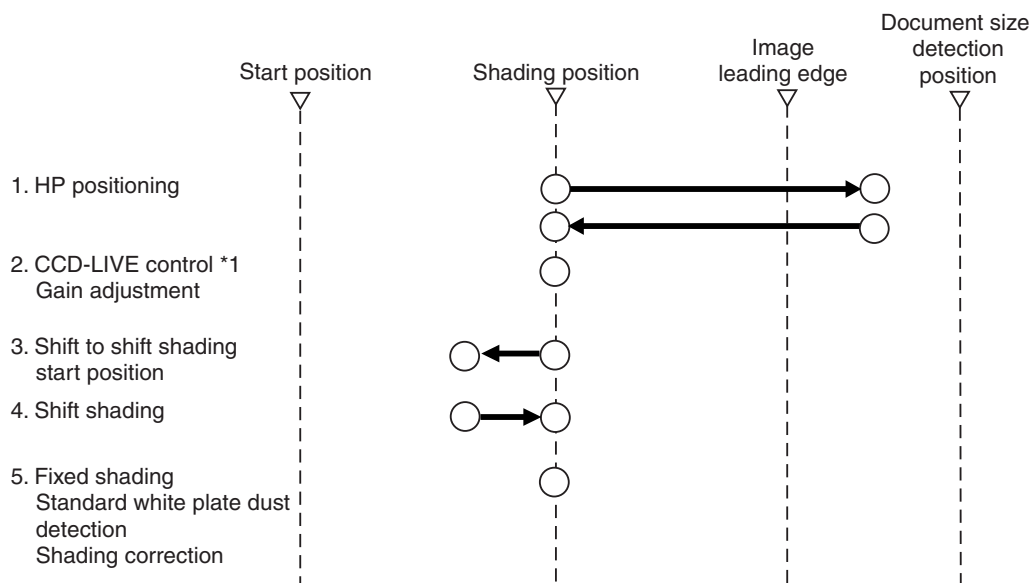 Document size
detection
position
Image
leading edge
Start position
Shading position
1. HP positioning
2. CCD-LIVE control *1
Gain adjustment
3. Shift to shift shading
start position
4. Shift shading
5. Fixed shading
Standard white plate dust
detection
Shading correction